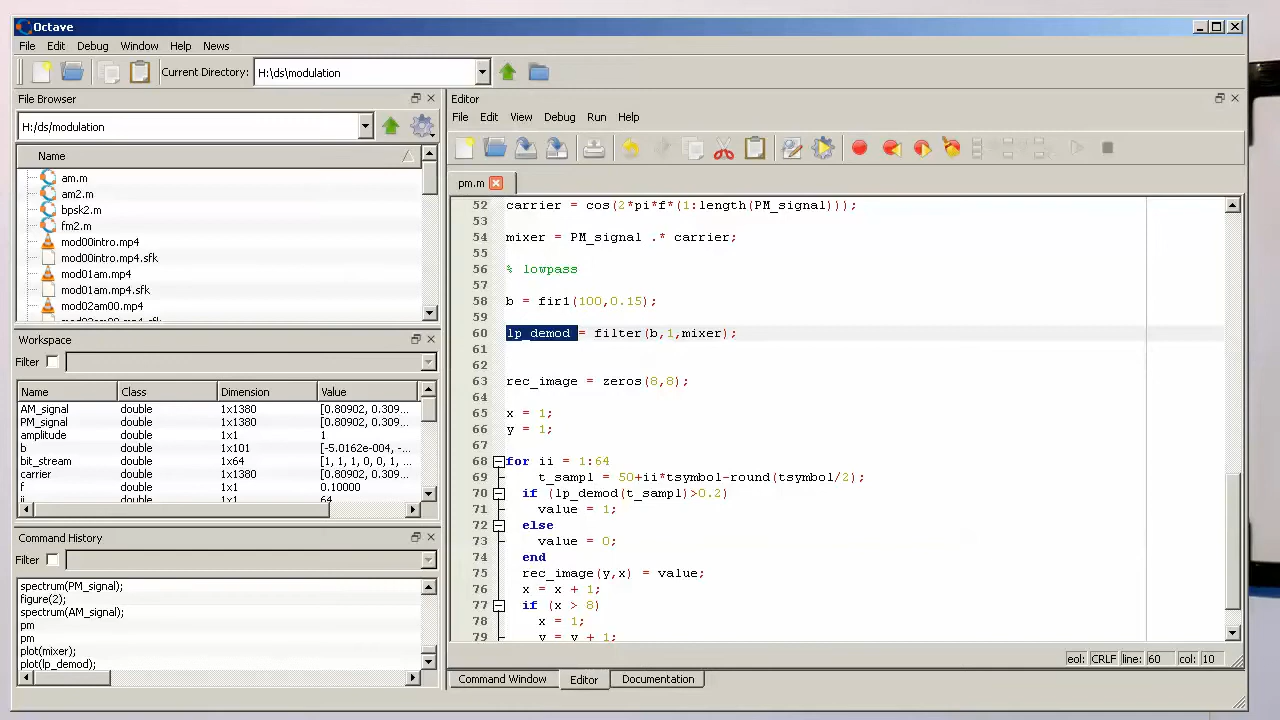 Octave
File Edit Debug Window Help News
Current Directory: H:\ds\modulation
File Browser
H:/ds/modulation
Name
am.m
am2.m
bpsk2.m
fm2.m
mod00intro.mp4
mod00intro.mp4.sfk
mod01am.mp4
mod01am.mp4.sfk
mod02am00.mp4
mod02am00.mp4.sfk
Workspace
Filter
Name Class Dimension Value
AM_signal double 1x1380 [0.80902, 0.309...
PM_signal double 1x1380 [0.80902, 0.309...
amplitude double 1x1 1
b double 1x101 [-5.0162e-004, -...
bit_stream double 1x64 [1, 1, 1, 0, 0, 1, ...
carrier double 1x1380 [0.80902, 0.309...
f double 1x1 0.10000
ii double 1x1 64
Command History
Filter
spectrum(PM_signal);
figure(2);
spectrum(AM_signal);
pm
pm
plot(mixer);
plot(lp_demod);
Editor
File Edit View Debug Run Help
pm.m
52 carrier = cos(2*pi*f*(1:length(PM_signal)));
53
54 mixer = PM_signal .* carrier;
55
56 % lowpass
57
58 b = fir1(100,0.15);
59
60 lp_demod = filter(b,1,mixer);
61
62
63 rec_image = zeros(8,8);
64
65 x = 1;
66 y = 1;
67
68 for ii = 1:64
69 t_sampl = 50+ii*tsymbol-round(tsymbol/2);
70 if (lp_demod(t_sampl)>0.2)
71 value = 1;
72 else
73 value = 0;
74 end
75 rec_image(y,x) = value;
76 x = x + 1;
77 if (x > 8)
78 x = 1;
79 y = y + 1;
eol: CRLF line: 60 col: 10
Command Window Editor Documentation